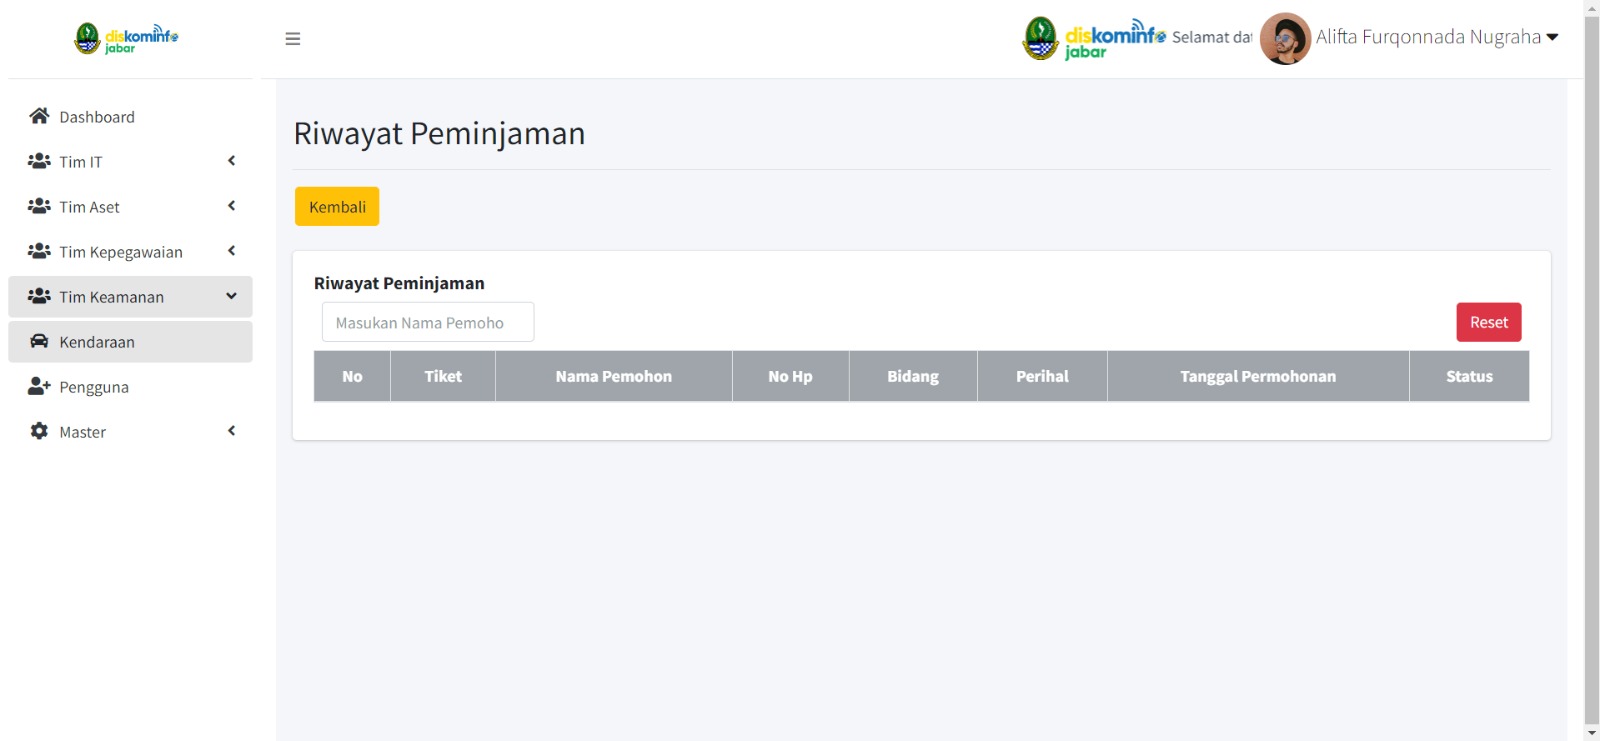 diskominfo
jabar
diskominfo
jabar
Selamat dat
Alifta Furqonnada Nugraha
Dashboard
Tim IT
Tim Aset
Tim Kepegawaian
Tim Keamanan
Kendaraan
Pengguna
Master
Riwayat Peminjaman
Kembali
Riwayat Peminjaman
Masukan Nama Pemoho
Reset
No Tiket Nama Pemohon No Hp Bidang Perihal Tanggal Permohonan Status